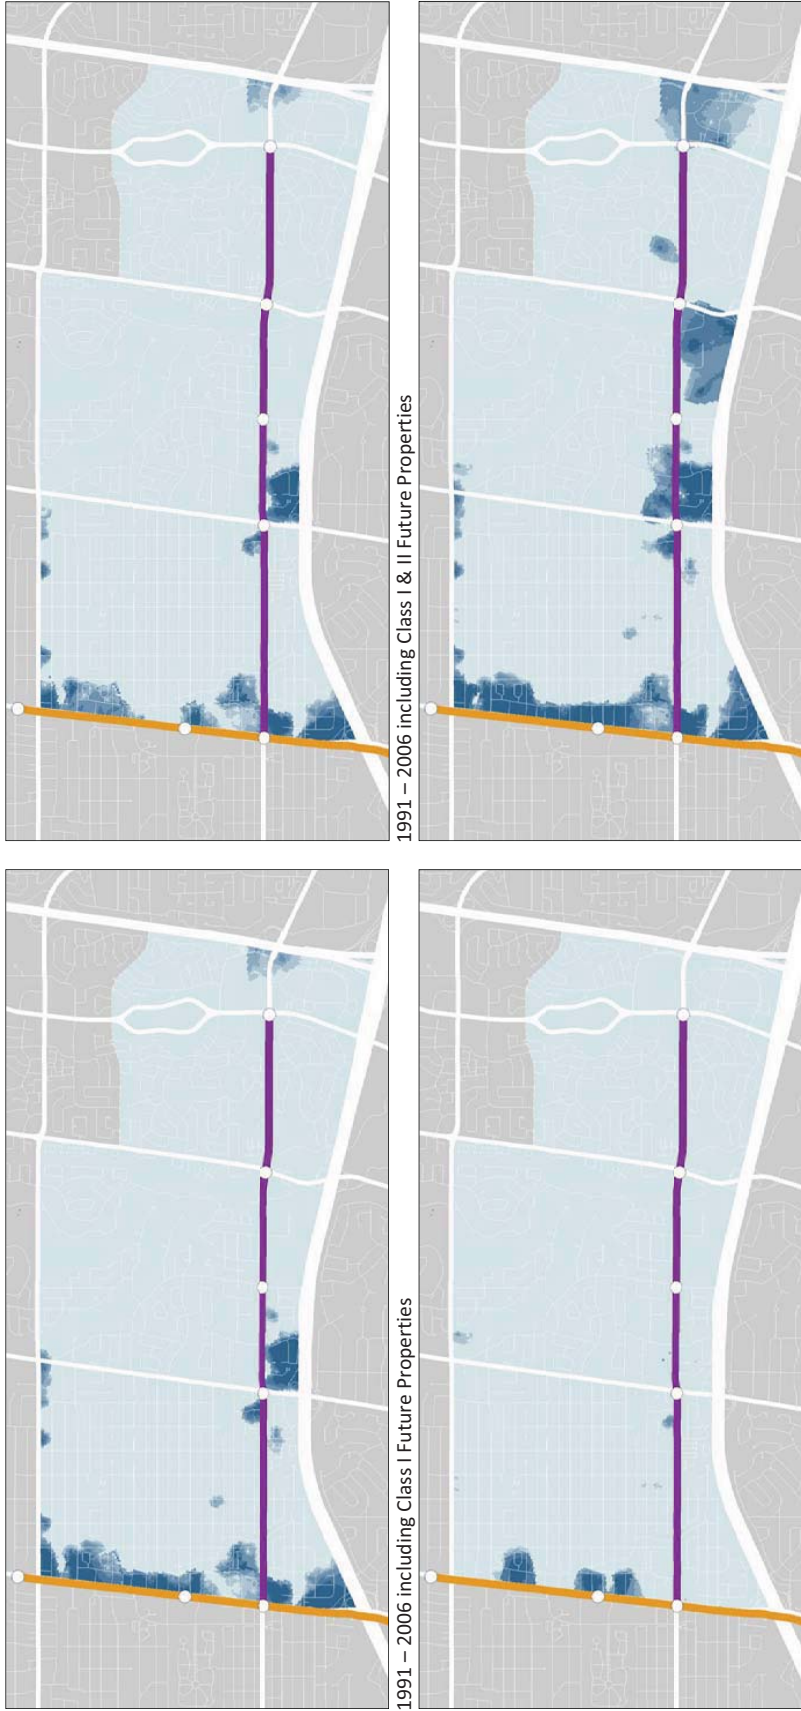 1991 – 2006 including Class I Future Properties
1991 – 2006 including Class I & II Future Properties